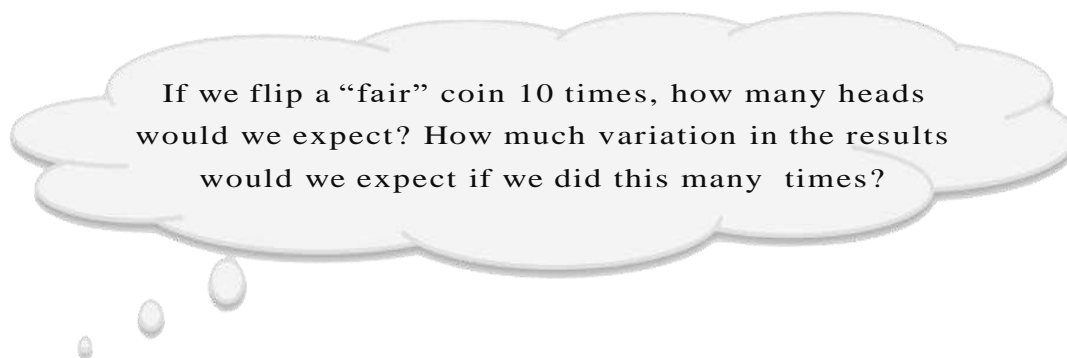 If we flip a “fair” coin 10 times, how many heads
would we expect? How much variation in the results
would we expect if we did this many times?